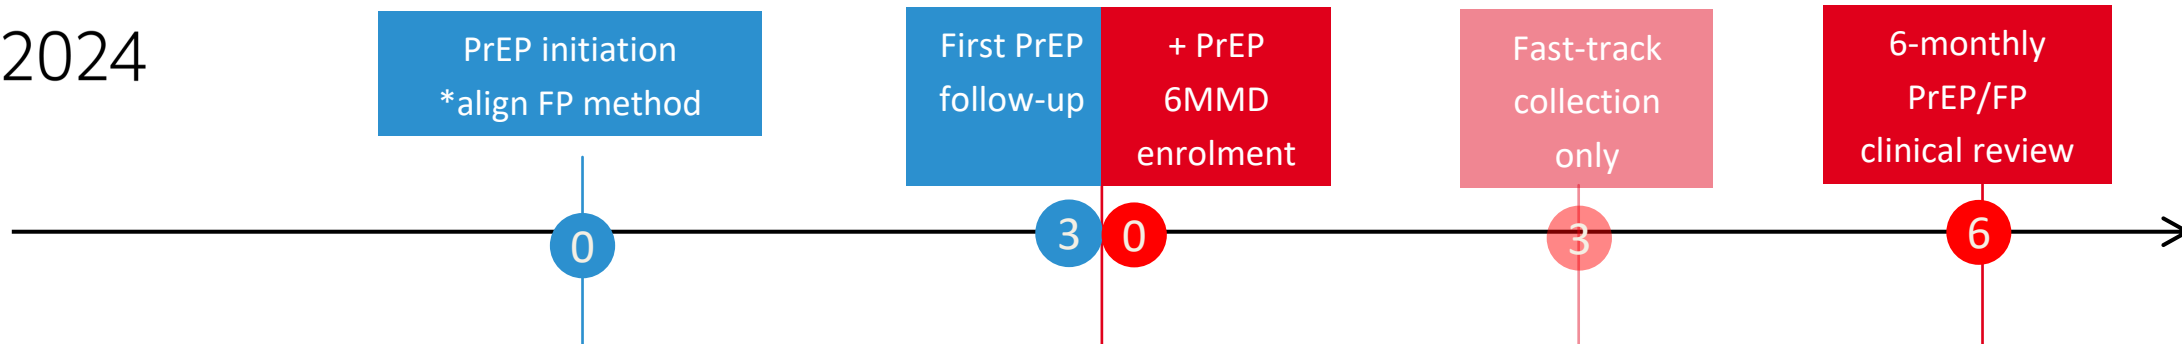 2024
PrEP initiation
*align FP method
First PrEP
follow-up
+ PrEP
6MMD
enrolment
Fast-track
collection
only
6-monthly
PrEP/FP
clinical review
0
3
0
3
6